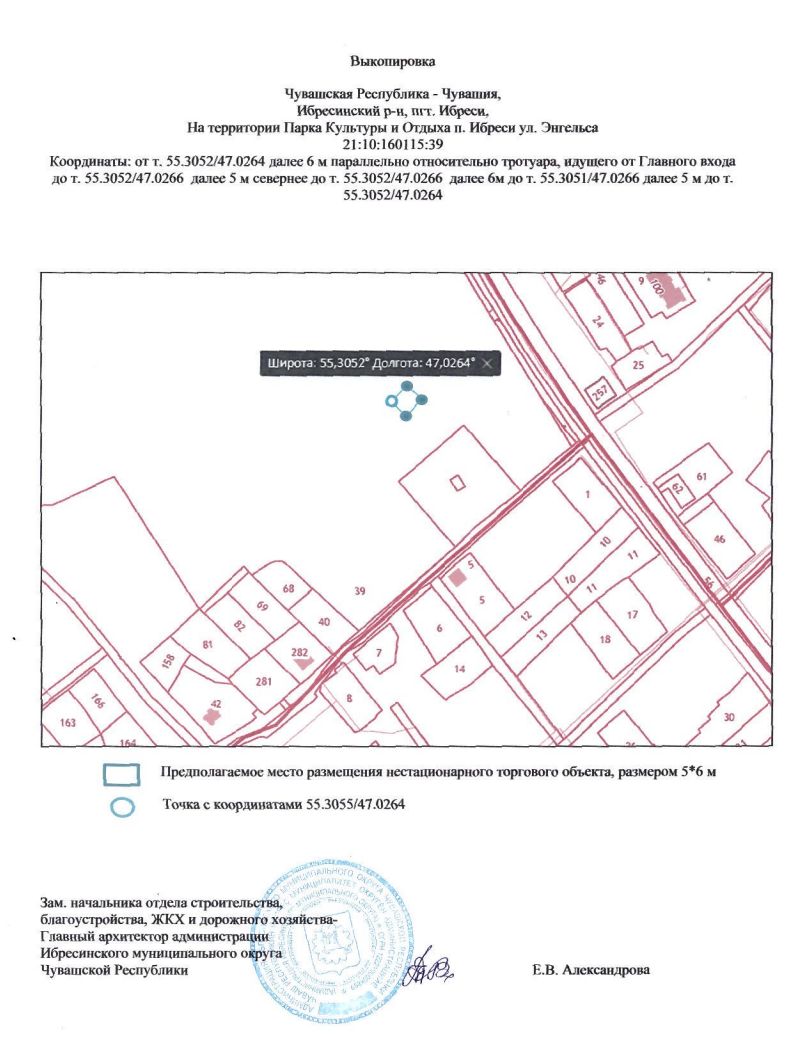 Выкопировка
Чувашская Республика - Чувашия,
Ибресинский р-н, пгт. Ибреси,
На территории Парка Культуры и Отдыха п. Ибреси ул. Энгельса
21:10:160115:39
Координаты: от т. 55.3052/47.0264 далее 6 м параллельно относительно тротуара, идущего от Главного входа
до т. 55.3052/47.0266 далее 5 м севернее до т. 55.3052/47.0266 далее 6м до т. 55.3051/47.0266 далее 5 м до т.
55.3052/47.0264
46
9
100
24
25
257
Широта: 55,3052° Долгота: 47,0264° ×
61
62
1
46
10
11
56
5
5
10
11
12
13
17
18
6
14
7
8
39
68
69
40
82
81
282
158
281
42
166
163
164
30
Предполагаемое место размещения нестационарного торгового объекта, размером 5*6 м
Точка с координатами 55.3055/47.0264
Зам. начальника отдела строительства,
благоустройства, ЖКХ и дорожного хозяйства-
Главный архитектор администрации
Ибресинского муниципального округа
Чувашской Республики
Е.В. Александрова